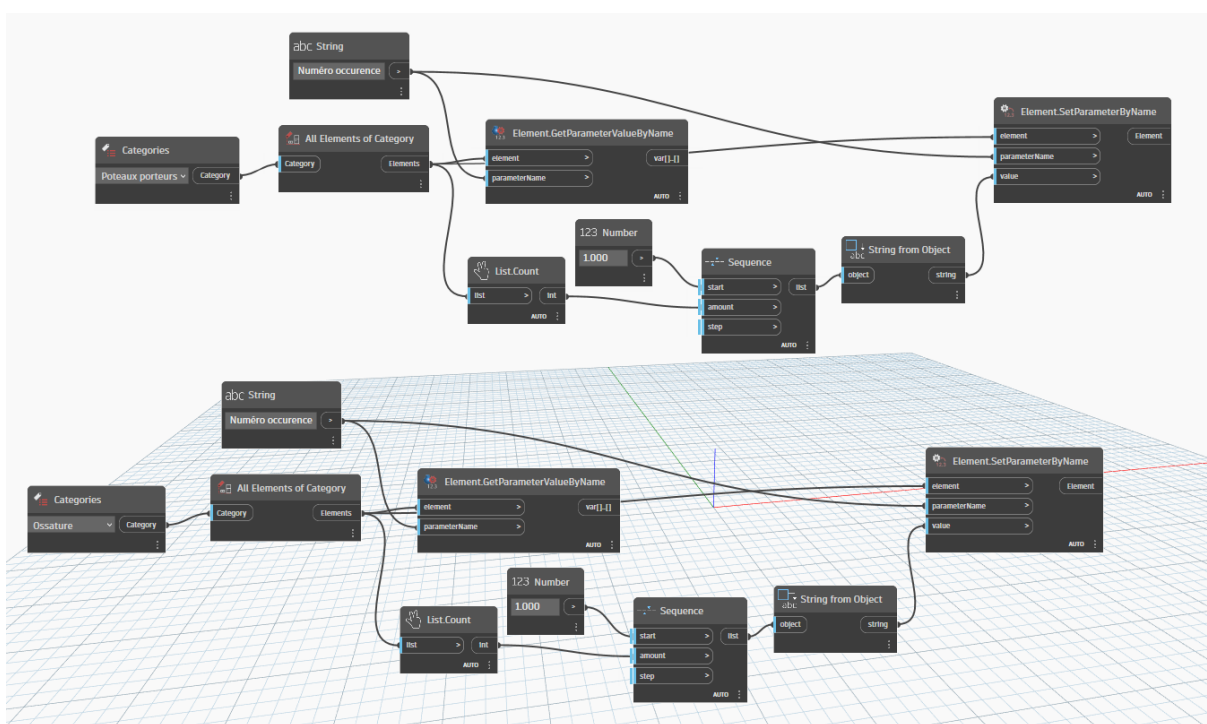 abc String
Numéro occurence >
Categories
Poteaux porteurs Category
All Elements of Category
Category Elements
Element.GetParameterValueByName
element > var[]..[]
parameterName >
AUTO
Element.SetParameterByName
element > Element
parameterName >
value >
AUTO
List.Count
list > int
AUTO
123 Number
1.000 >
Sequence
start > list
amount >
step >
AUTO
abc
String from Object
object string
abc String
Numéro occurence >
Categories
Ossature Category
All Elements of Category
Category Elements
Element.GetParameterValueByName
element > var[]..[]
parameterName >
AUTO
Element.SetParameterByName
element > Element
parameterName >
value >
AUTO
List.Count
list > int
AUTO
123 Number
1.000 >
Sequence
start > list
amount >
step >
AUTO
abc
String from Object
object string